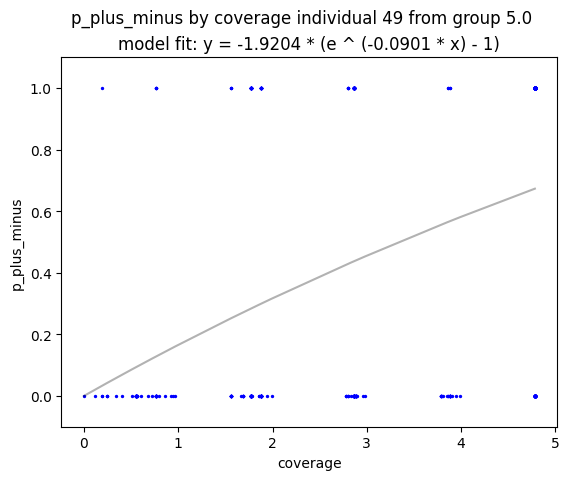 p_plus_minus by coverage individual 49 from group 5.0
model fit: y = -1.9204 * (e ^ (-0.0901 * x) - 1)
1.0
0.8
0.6
0.4
0.2
0.0
p_plus_minus
0 1 2 3 4 5
coverage